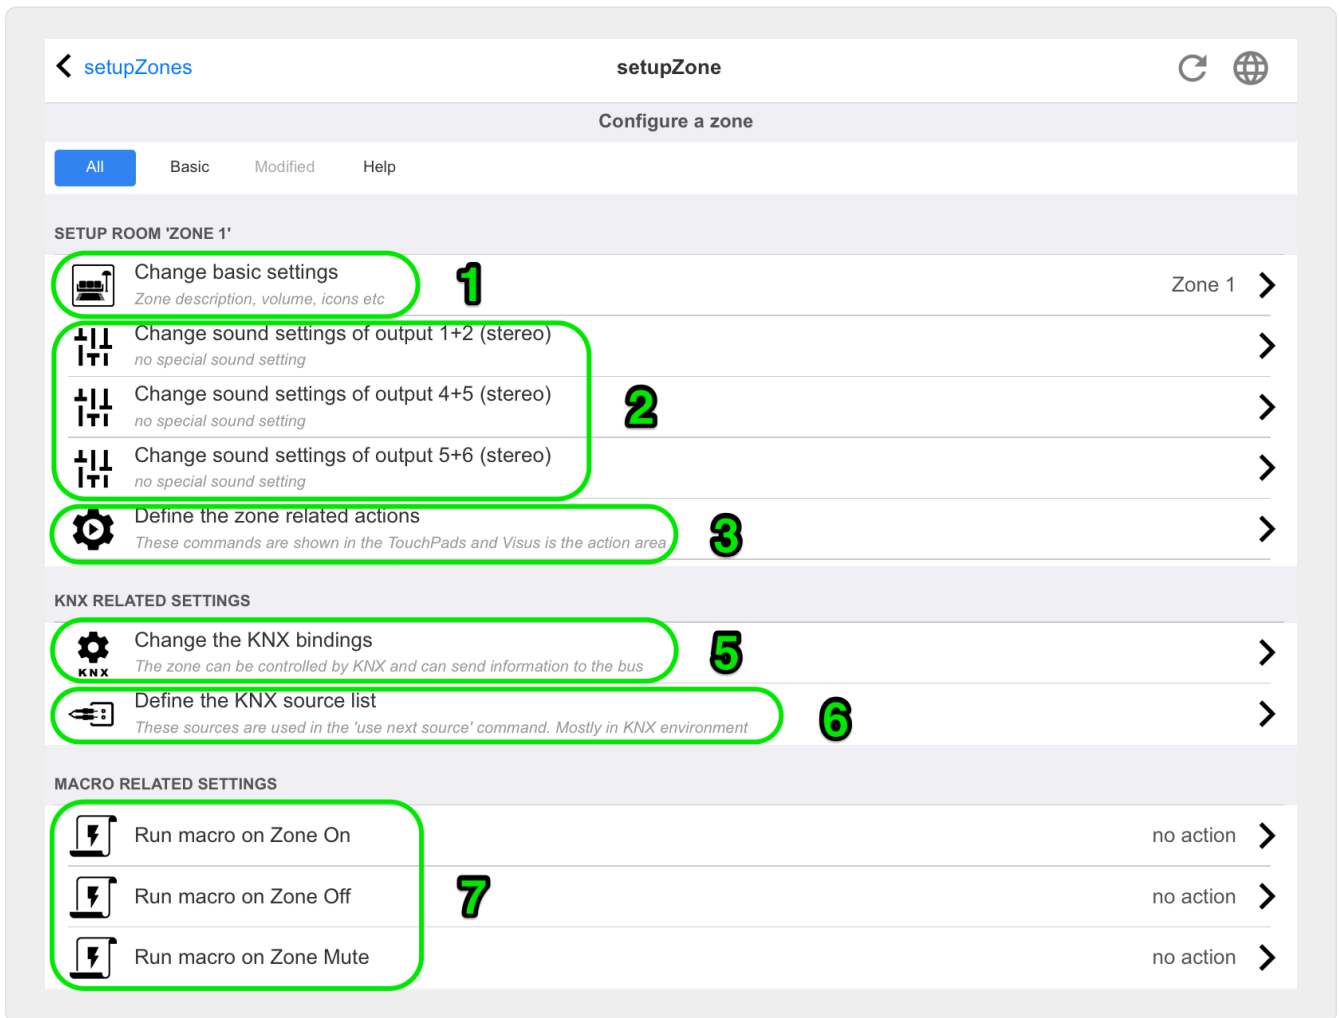 setupZones
setupZone
Configure a zone
All
Basic
Modified
Help
SETUP ROOM 'ZONE 1'
Change basic settings
Zone description, volume, icons etc
1
Zone 1
Change sound settings of output 1+2 (stereo)
no special sound setting
Change sound settings of output 4+5 (stereo)
no special sound setting
2
Change sound settings of output 5+6 (stereo)
no special sound setting
Define the zone related actions
These commands are shown in the TouchPads and Visus is the action area
3
KNX RELATED SETTINGS
KNX
Change the KNX bindings
The zone can be controlled by KNX and can send information to the bus
5
Define the KNX source list
These sources are used in the 'use next source' command. Mostly in KNX environment
6
MACRO RELATED SETTINGS
Run macro on Zone On
no action
Run macro on Zone Off
7
no action
Run macro on Zone Mute
no action